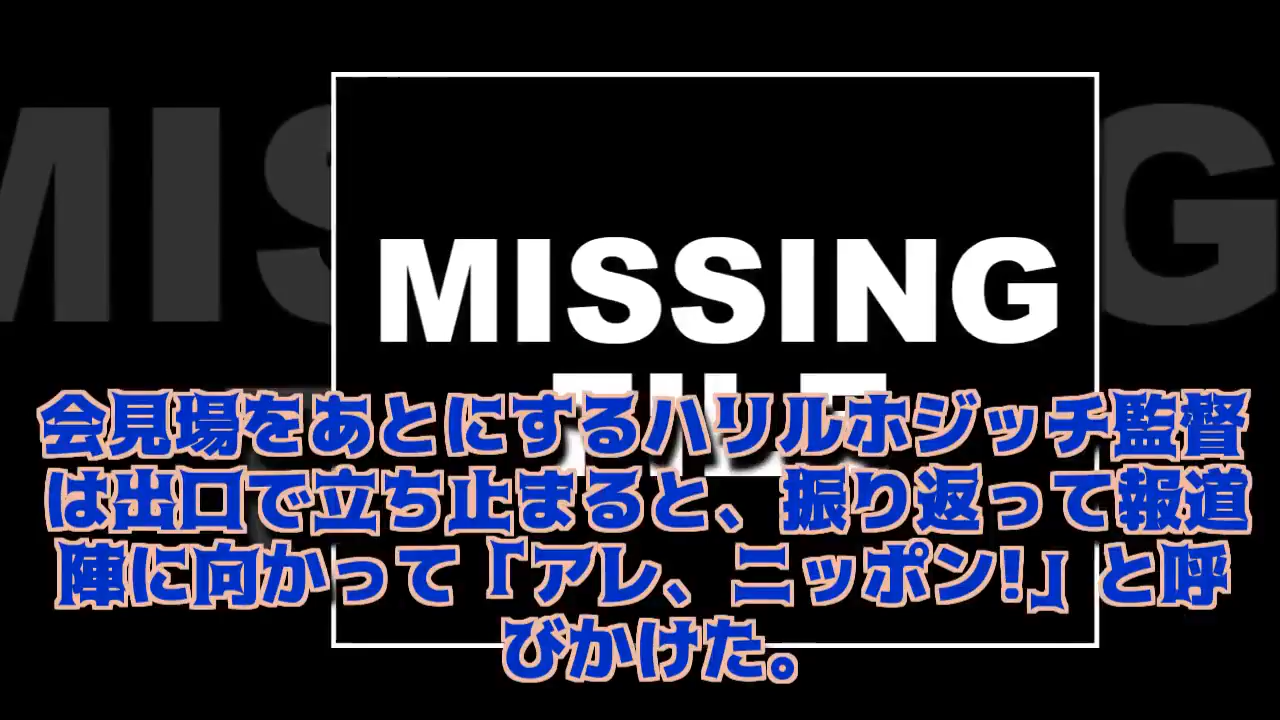 MISSING
会見場をあとにするハリルホジッチ監督
は出口で立ち止まると、振り返って報道
陣に向かって「アレ、ニッポン!」と呼
びかけた。